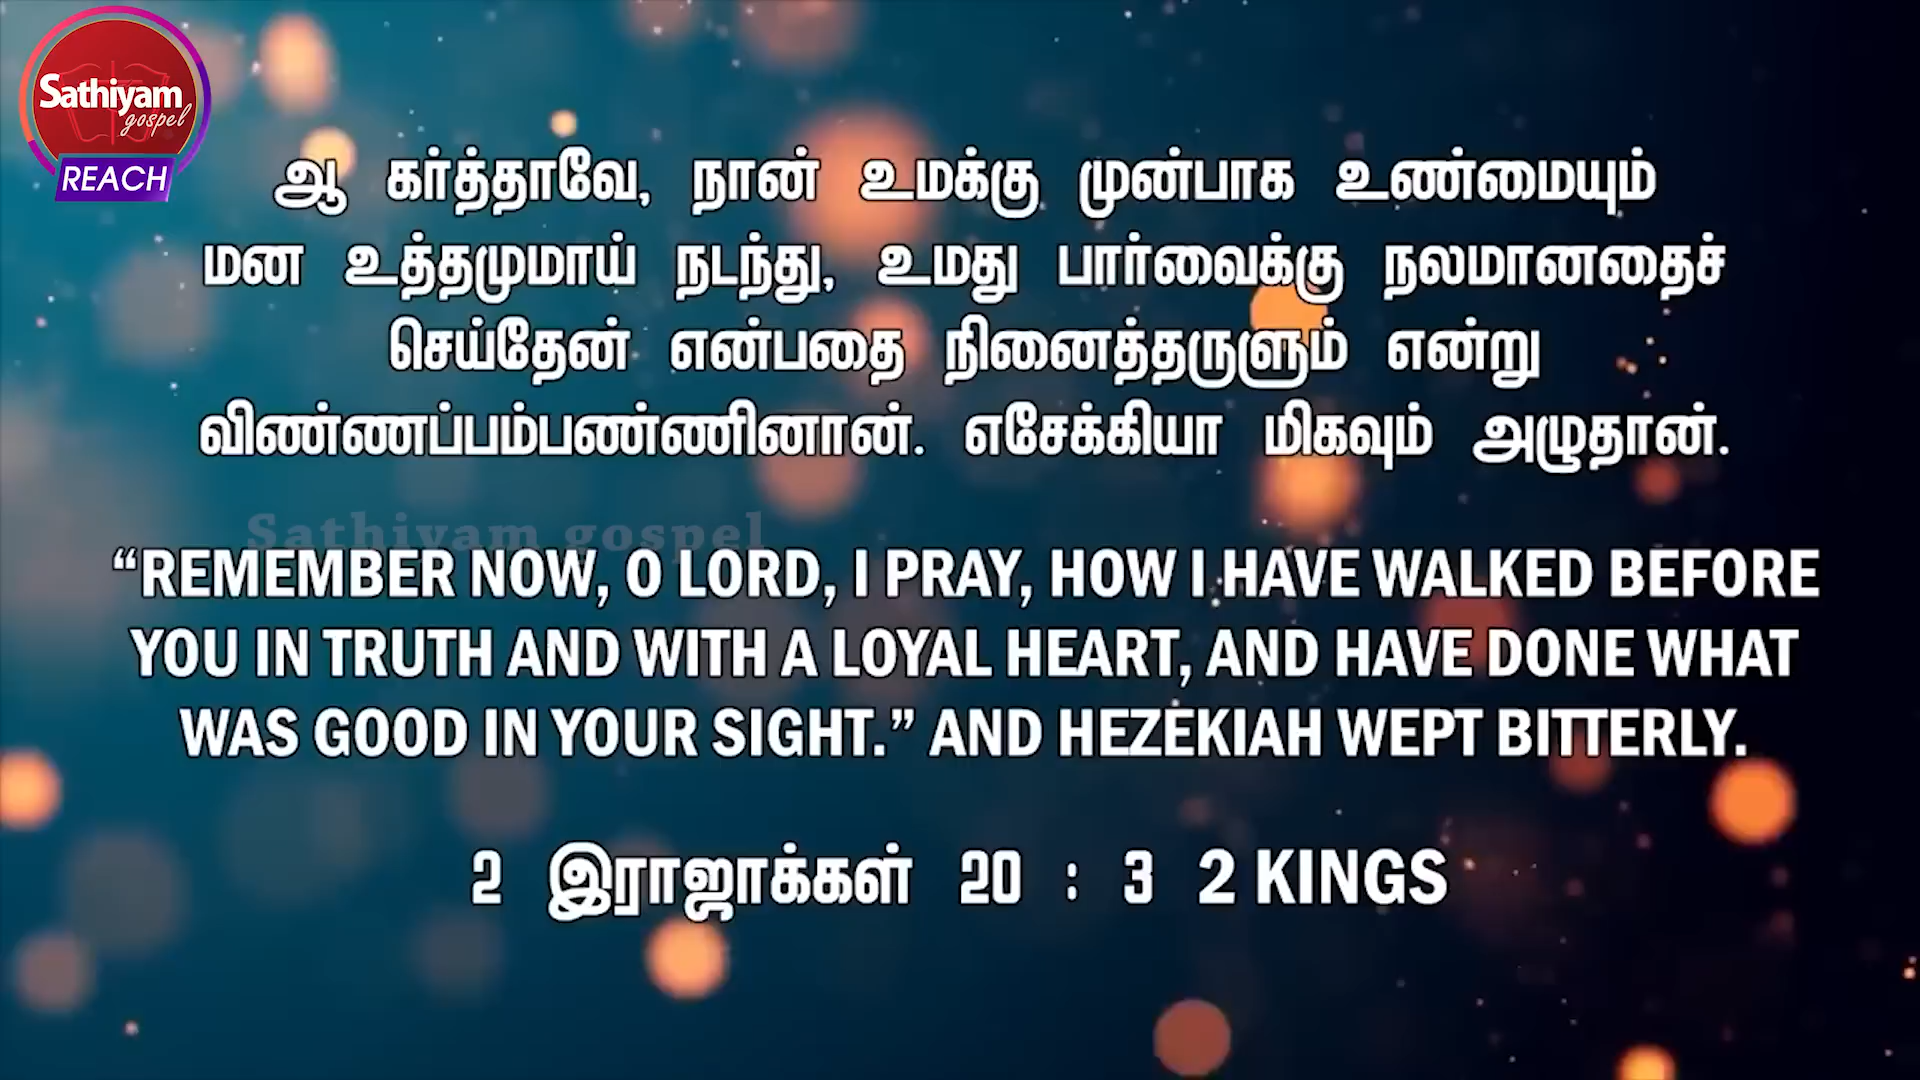 Sathiyam
gospel
REACH
ஆ கர்த்தாவே, நான் உமக்கு முன்பாக உண்மையும்
மன உத்தமுமாய் நடந்து, உமது பார்வைக்கு நலமானதைச்
செய்தேன் என்பதை நினைத்தருளும் என்று
விண்ணப்பம்பண்ணினான். எசேக்கியா மிகவும் அழுதான்.
Sathiyam gospel
“REMEMBER NOW, O LORD, I PRAY, HOW I HAVE WALKED BEFORE
YOU IN TRUTH AND WITH A LOYAL HEART, AND HAVE DONE WHAT
WAS GOOD IN YOUR SIGHT.” AND HEZEKIAH WEPT BITTERLY.
2 இராஜாக்கள் 20 : 3 2 KINGS